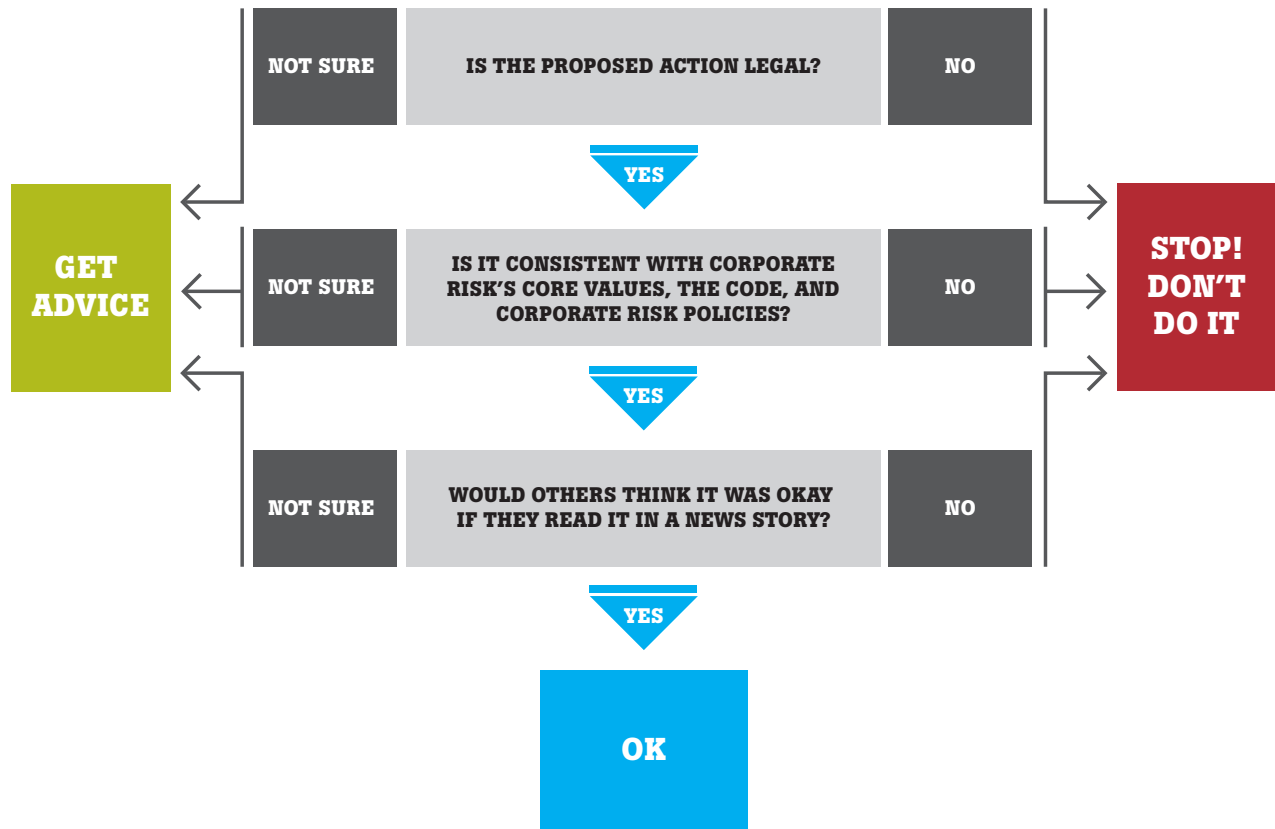 NOT SURE
IS THE PROPOSED ACTION LEGAL?
NO
YES
GET
ADVICE
NOT SURE
IS IT CONSISTENT WITH CORPORATE
RISK'S CORE VALUES, THE CODE, AND
CORPORATE RISK POLICIES?
NO
STOP!
DON'T
DO IT
YES
NOT SURE
WOULD OTHERS THINK IT WAS OKAY
IF THEY READ IT IN A NEWS STORY?
NO
YES
OK